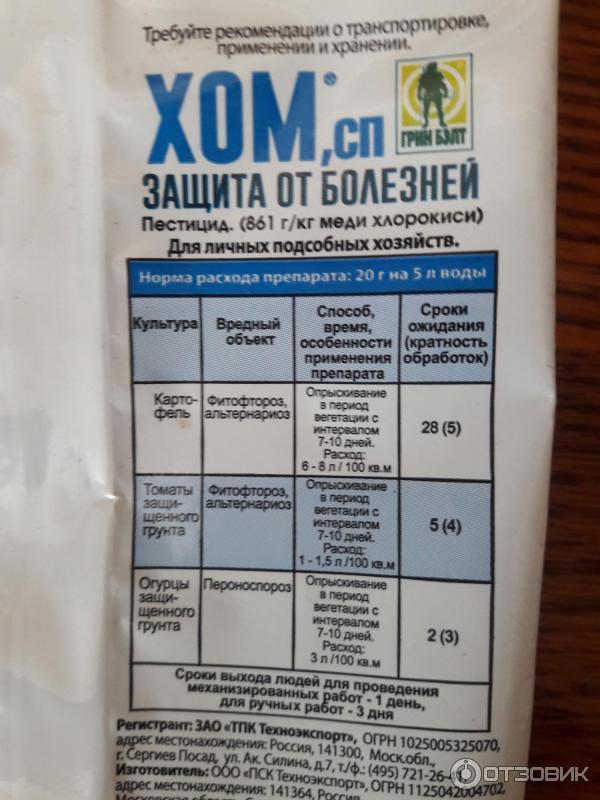 Требуйте рекомендации о транспортировке,
применении и хранении.
ХОМ®,сп
ГРИН БЭЛТ
ЗАЩИТА ОТ БОЛЕЗНЕЙ
Пестицид. (861 г/кг меди хлорокиси)
Для личных подсобных хозяйств.
Норма расхода препарата: 20 г на 5 л воды
Культура
Вредный
объект
Способ,
время,
особенности
применения
препарата
Сроки
ожидания
(кратность
обработок)
Карто-
фель
Фитофтороз,
альтернариоз
Опрыскивание
в период
вегетации с
интервалом
7-10 дней.
Расход:
6 - 8 л / 100 кв.м
28 (5)
Томаты
защи-
щенного
грунта
Фитофтороз,
альтернариоз
Опрыскивание
в период
вегетации с
интервалом
7-10 дней.
Расход:
1 - 1,5 л /100 кв.м
5 (4)
Огурцы
защи-
щенного
грунта
Пероноспороз
Опрыскивание
в период
вегетации с
интервалом
7-10 дней.
Расход:
3 л /100 кв.м
2 (3)
Сроки выхода людей для проведения
механизированных работ - 1 день,
для ручных работ - 3 дня
Регистрант: ЗАО «ТПК Техноэкспорт», ОГРН 1025005325070,
адрес местонахождения: Россия, 141300, Моск.обл.,
г. Сергиев Посад, ул. Ак. Силина, д.7, т./ф.: (495) 721-26-
Изготовитель: ООО «ПСК Техноэкспорт», ОГРН 1125042004702,
адрес местонахождения: 141364, Россия,
Московская область
ОТЗОВИК